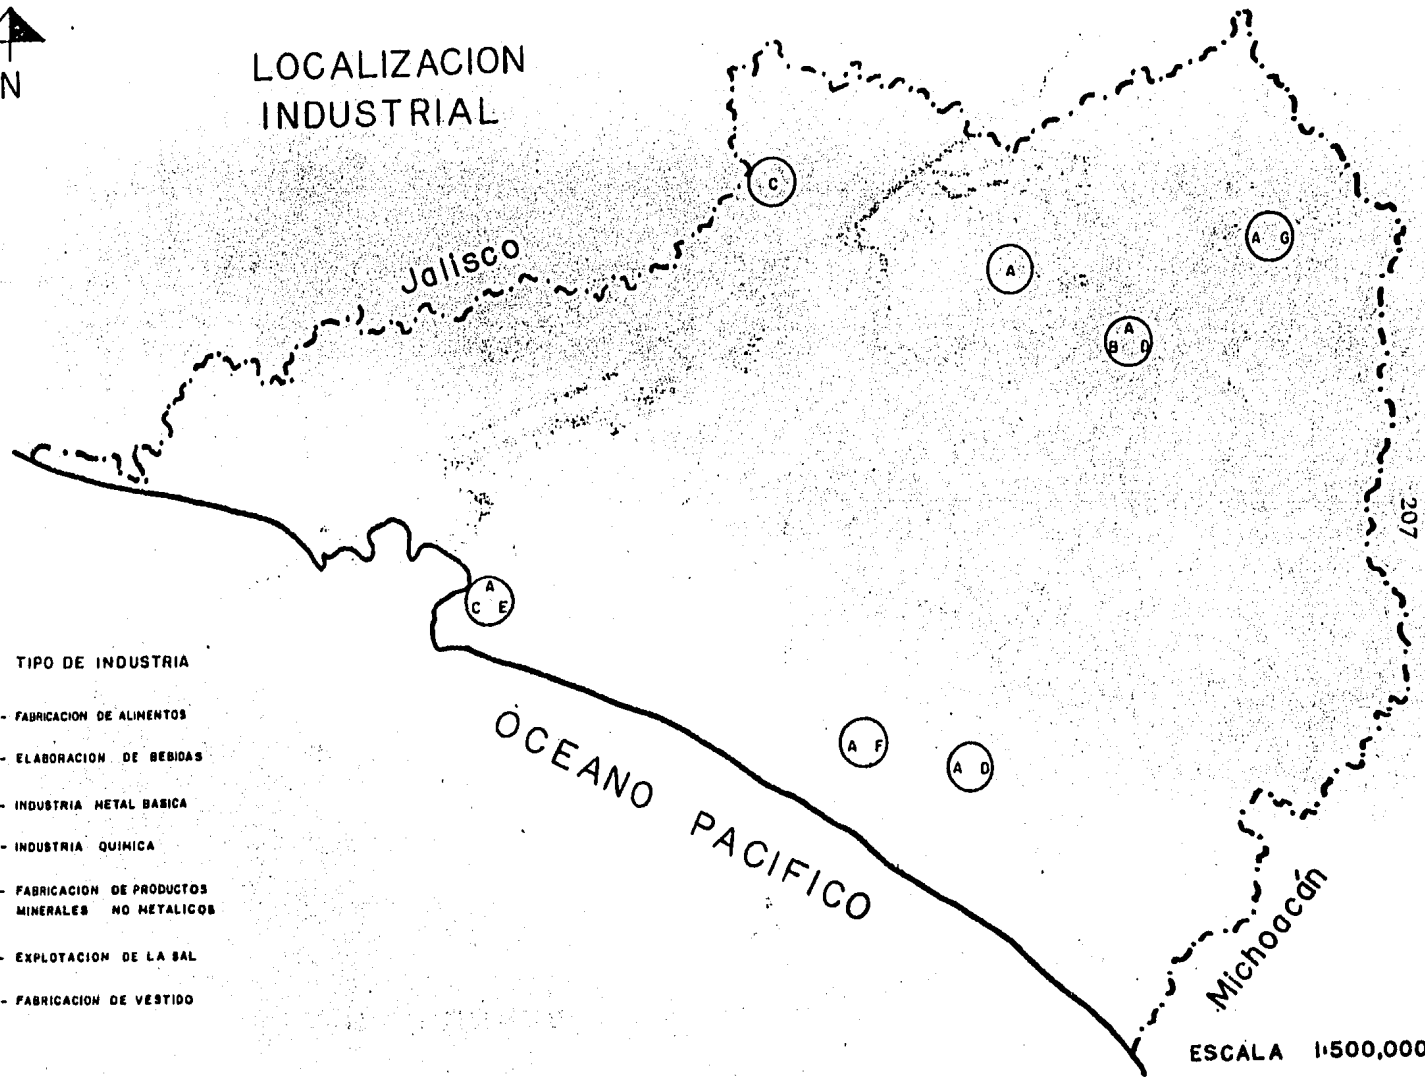 N
LOCALIZACION
INDUSTRIAL
Jalisco
C
A
A G
A
B D
207
A
C E
TIPO DE INDUSTRIA
- FABRICACION DE ALIMENTOS
- ELABORACION DE BEBIDAS
- INDUSTRIA METAL BASICA
- INDUSTRIA QUIMICA
- FABRICACION DE PRODUCTOS
MINERALES NO METALICOS
- EXPLOTACION DE LA SAL
- FABRICACION DE VESTIDO
A F
A D
OCEANO PACIFICO
Michoacán
ESCALA 1:500,000